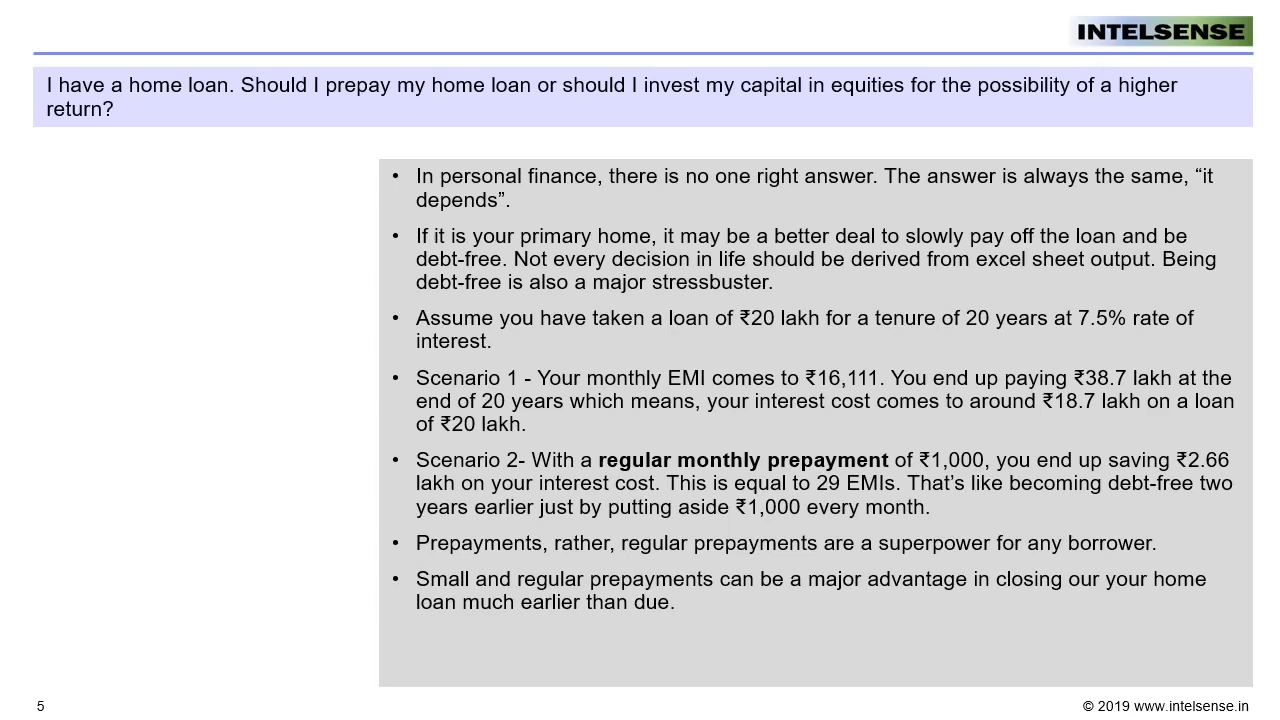 INTELSENSE
I have a home loan. Should I prepay my home loan or should I invest my capital in equities for the possibility of a higher
return?
• In personal finance, there is no one right answer. The answer is always the same, “it
depends”.
• If it is your primary home, it may be a better deal to slowly pay off the loan and be
debt-free. Not every decision in life should be derived from excel sheet output. Being
debt-free is also a major stressbuster.
• Assume you have taken a loan of ₹20 lakh for a tenure of 20 years at 7.5% rate of
interest.
• Scenario 1 - Your monthly EMI comes to ₹16,111. You end up paying ₹38.7 lakh at the
end of 20 years which means, your interest cost comes to around ₹18.7 lakh on a loan
of ₹20 lakh.
• Scenario 2- With a regular monthly prepayment of ₹1,000, you end up saving ₹2.66
lakh on your interest cost. This is equal to 29 EMIs. That’s like becoming debt-free two
years earlier just by putting aside ₹1,000 every month.
• Prepayments, rather, regular prepayments are a superpower for any borrower.
• Small and regular prepayments can be a major advantage in closing our your home
loan much earlier than due.
5
© 2019 www.intelsense.in